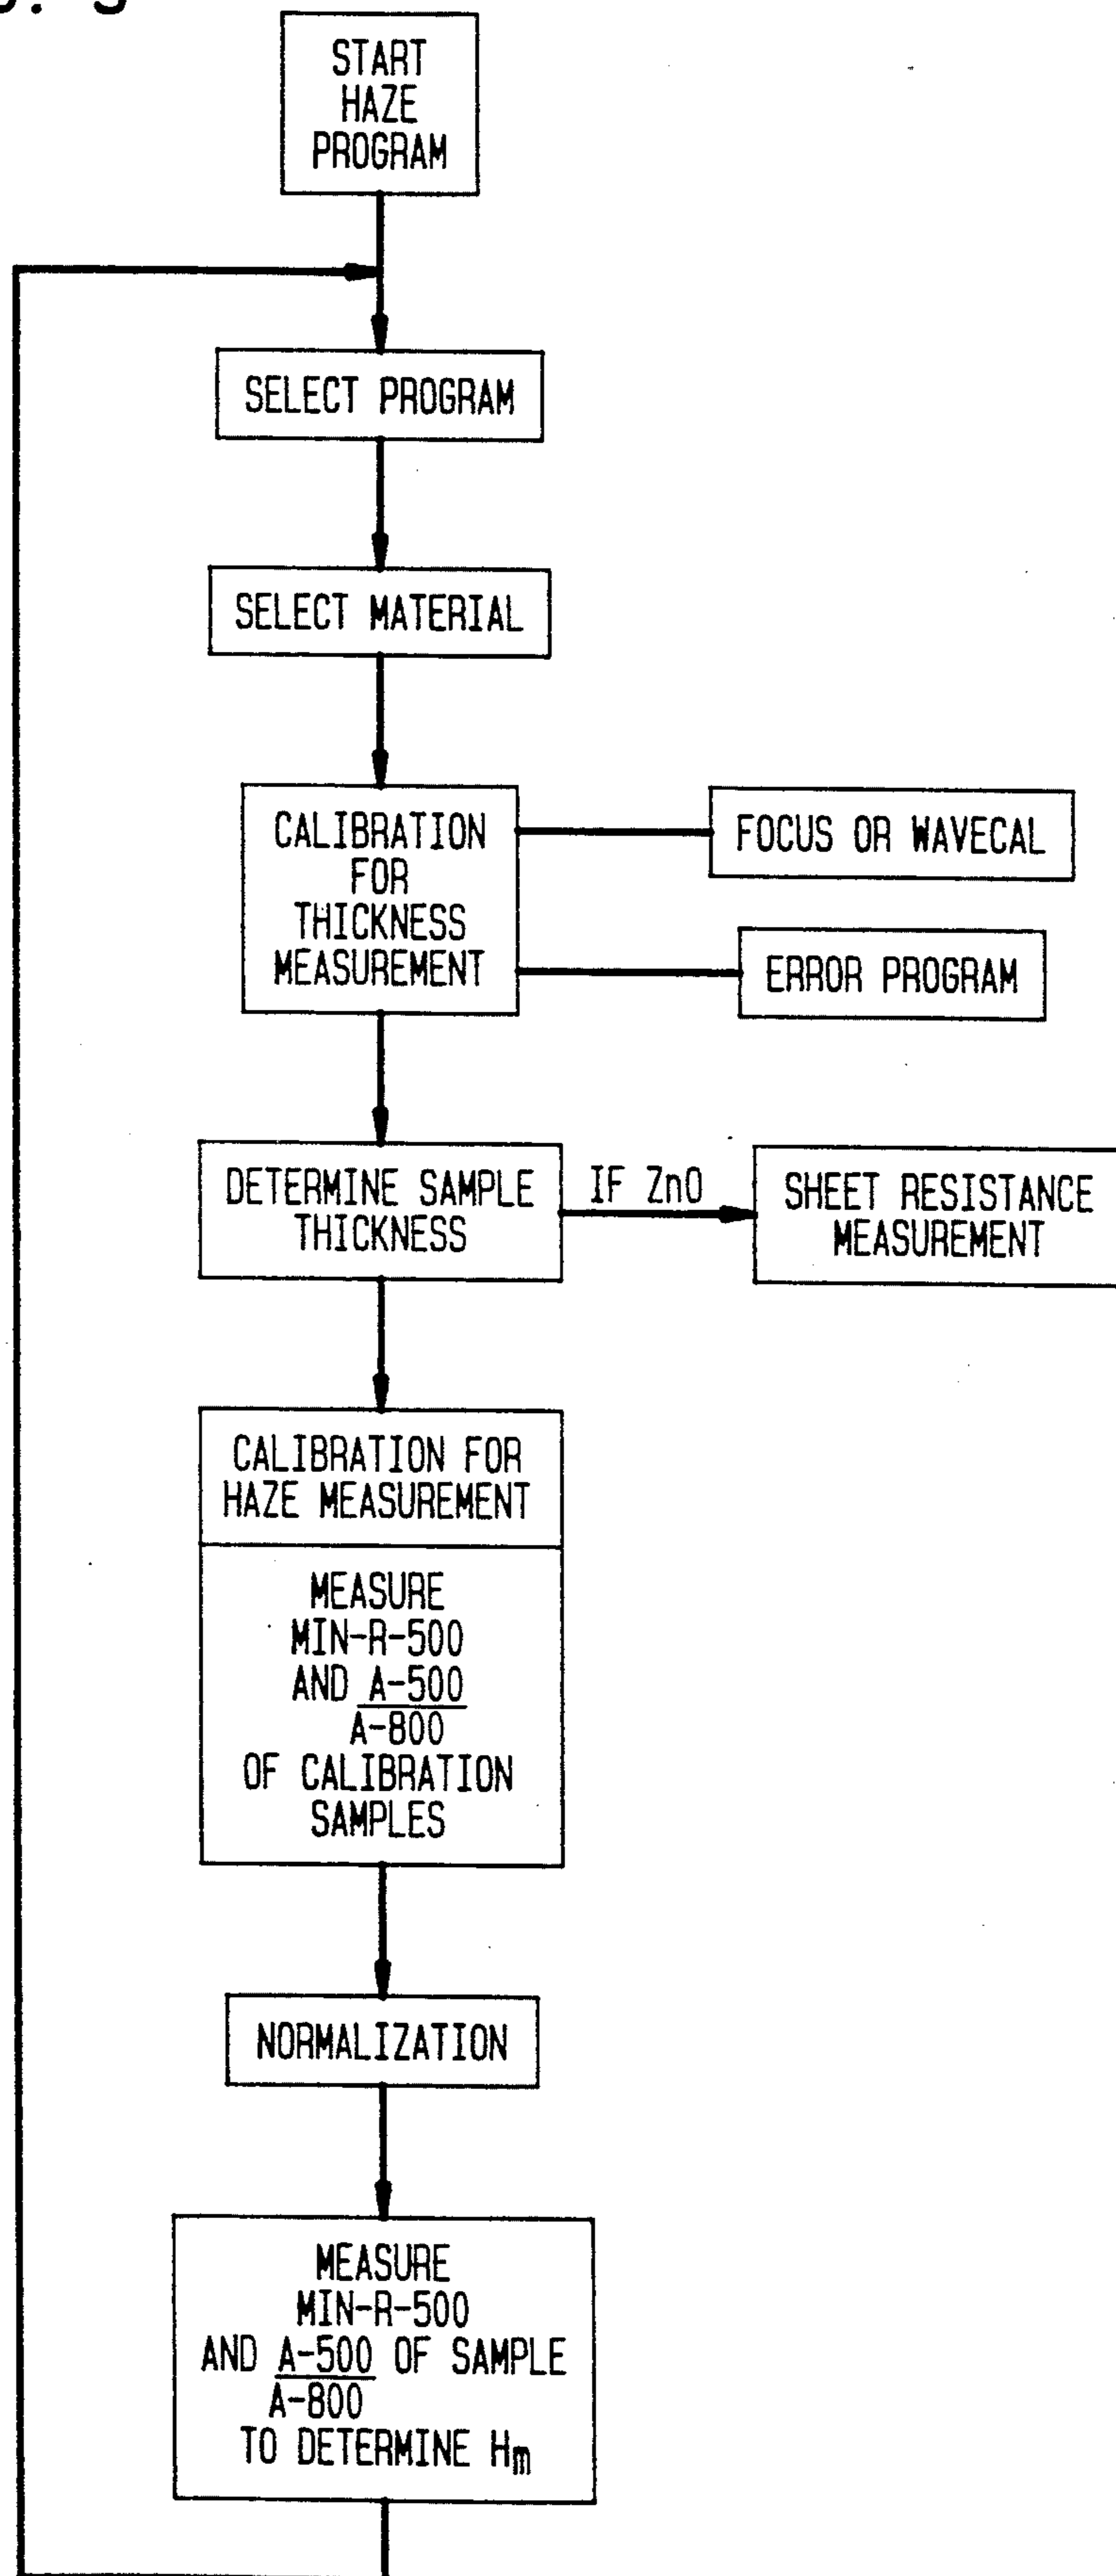 START
HAZE
PROGRAM
SELECT PROGRAM
SELECT MATERIAL
CALIBRATION
FOR
THICKNESS
MEASUREMENT
FOCUS OR WAVECAL
ERROR PROGRAM
DETERMINE SAMPLE
THICKNESS
IF ZnO
SHEET RESISTANCE
MEASUREMENT
CALIBRATION FOR
HAZE MEASUREMENT
MEASURE
MIN-R-500
AND A-500
A-800
OF CALIBRATION
SAMPLES
NORMALIZATION
MEASURE
MIN-R-500
AND A-500 OF SAMPLE
A-800
TO DETERMINE Hm